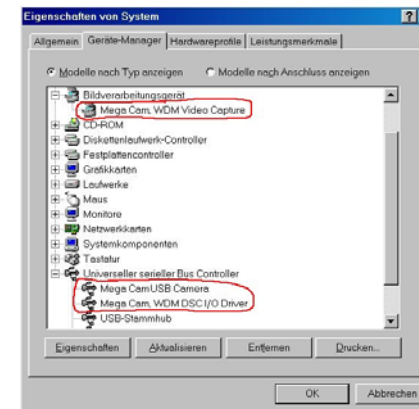 Eigenschaften von System
?
Allgemein Geräte-Manager Hardwareprofile Leistungsmerkmale
Modelle nach Typ anzeigen Modelle nach Anschluss anzeigen
Bildverarbeitungsgerät
Mega Cam, WDM Video Capture
CD-ROM
Diskettenlaufwerk-Controller
Festplattencontroller
Grafikkarten
Laufwerke
Maus
Monitore
Netzwerkkarten
Systemkomponenten
Tastatur
Universeller serieller Bus Controller
Mega Cam USB Camera
Mega Cam, WDM DSC I/O Driver
USB-Stammhub
Eigenschaften Aktualisieren Entfernen Drucken...
OK Abbrechen